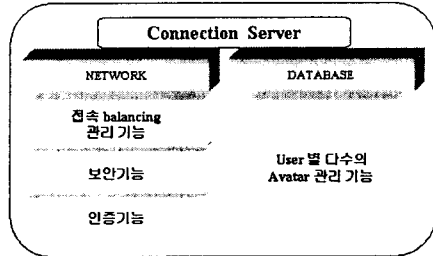 Connection Server
NETWORK
접속 balancing
관리 기능
보안기능
인증기능
DATABASE
User 별 다수의
Avatar 관리 기능